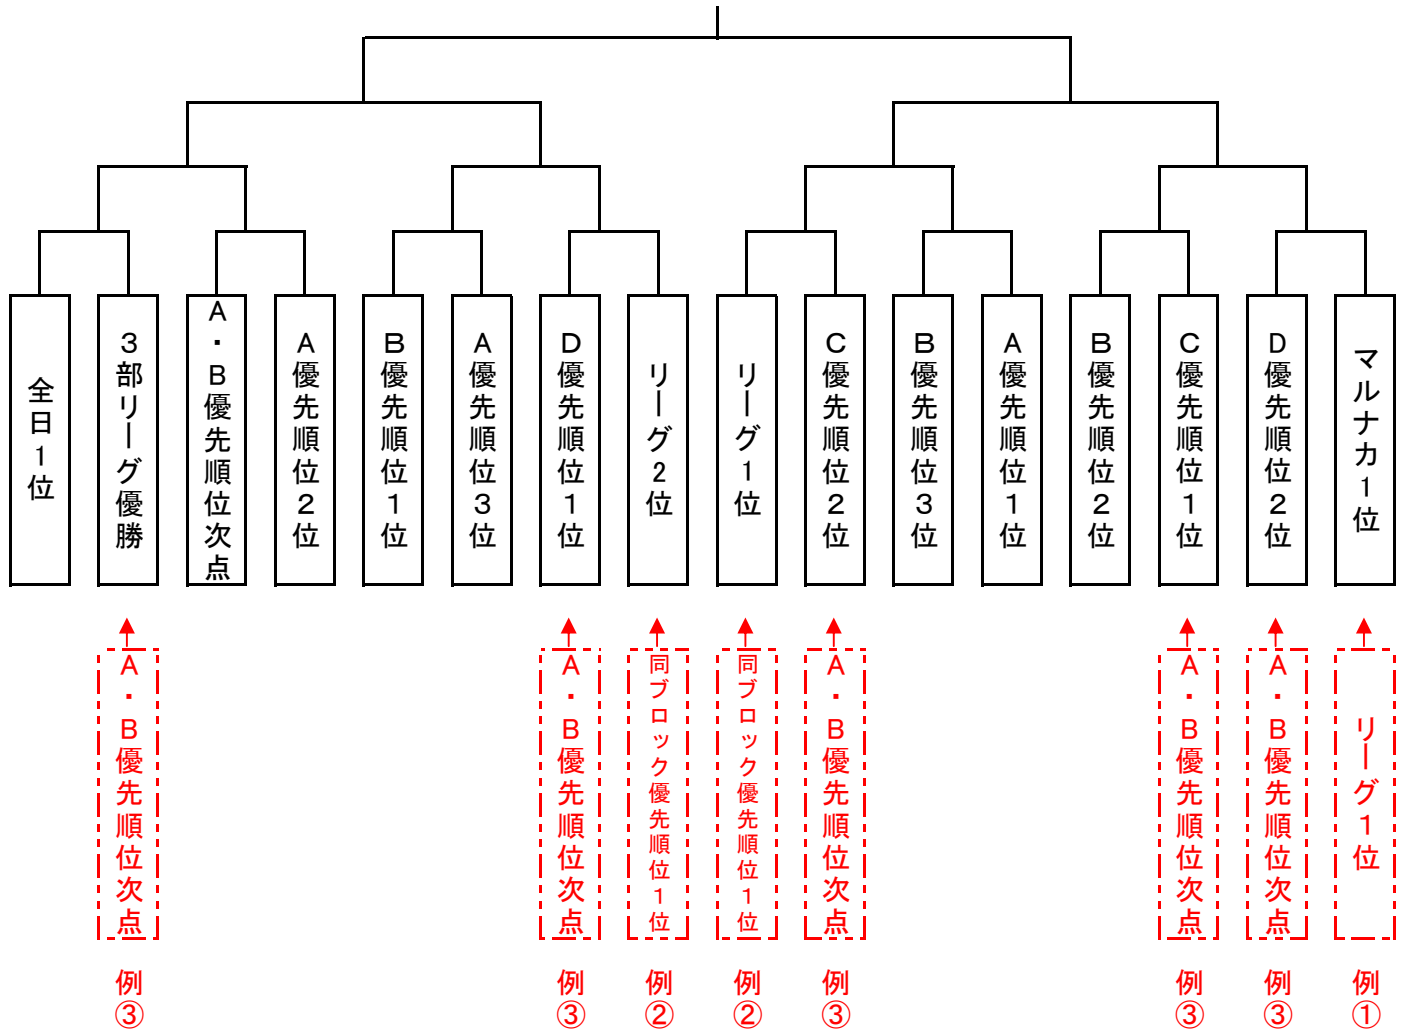 全日1位
3部リーグ優勝
A・B優先順位次点
A優先順位2位
B優先順位1位
A優先順位3位
D優先順位1位
リーグ2位
リーグ1位
C優先順位2位
B優先順位3位
A優先順位1位
B優先順位2位
C優先順位1位
D優先順位2位
マルナカ1位
A・B優先順位次点
A・B優先順位次点
同ブロック優先順位1位
同ブロック優先順位1位
A・B優先順位次点
A・B優先順位次点
A・B優先順位次点
リーグ1位
例③
例③
例②
例②
例③
例③
例③
例①